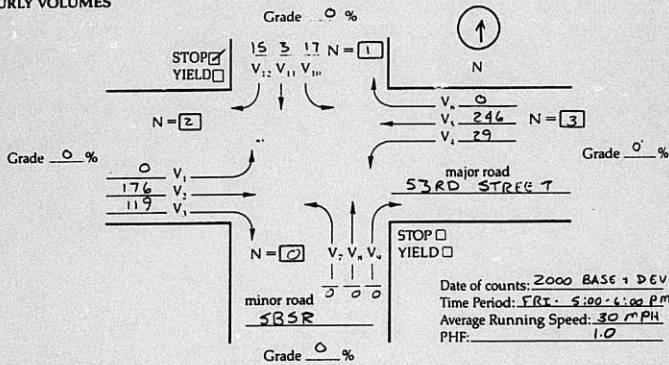 URLY VOLUMES
Grade 0 %
STOP ☑
YIELD ☐
15 3 17 N = 1
V12 V11 V10
N
N = 2
V6 0
V5 246 N = 3
V4 29
Grade 0 %
Grade 0 %
0 V1
176 V2
119 V3
major road
53RD STREET
N = 0
V7 V8 V9
0 0 0
STOP ☐
YIELD ☐
minor road
SBSR
Grade 0 %
Date of counts: 2000 BASE + DEV
Time Period: FRI. 5:00-6:00 PM
Average Running Speed: 30 MPH
PHF: 1.0